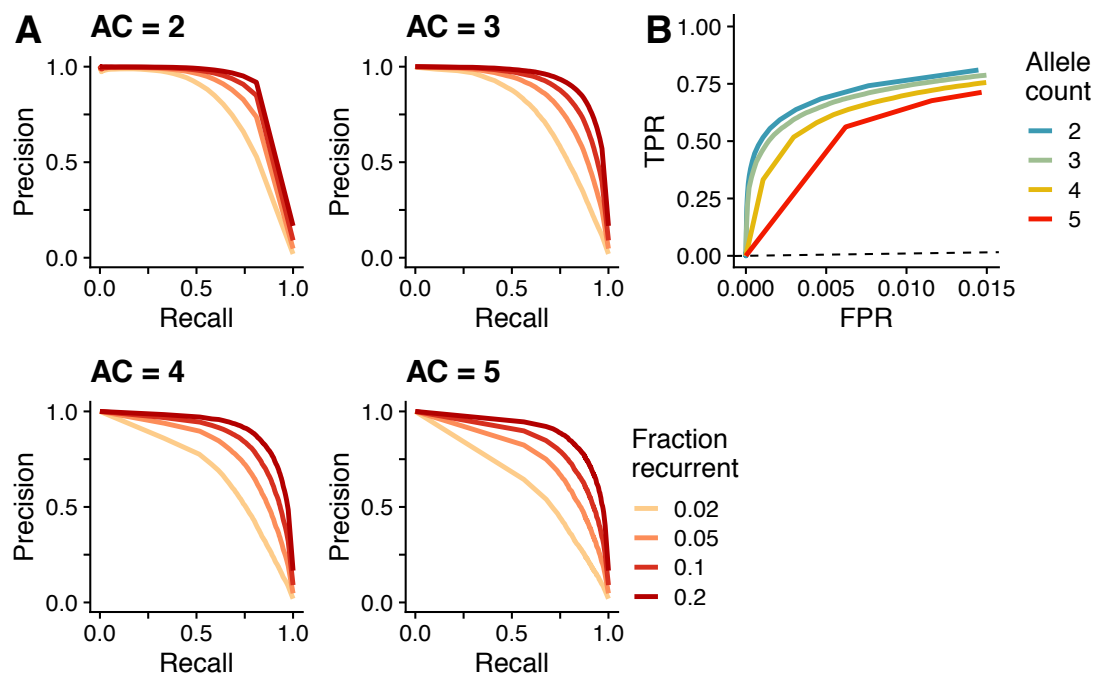 A
AC = 2
1.0
0.5
0.0
Precision
0.0 0.5 1.0
Recall
AC = 3
1.0
0.5
0.0
Precision
0.0 0.5 1.0
Recall
B
1.00
0.75
0.50
0.25
0.00
TPR
0.000 0.005 0.010 0.015
FPR
Allele
count
2
3
4
5
AC = 4
1.0
0.5
0.0
Precision
0.0 0.5 1.0
Recall
AC = 5
1.0
0.5
0.0
Precision
0.0 0.5 1.0
Recall
Fraction
recurrent
0.02
0.05
0.1
0.2